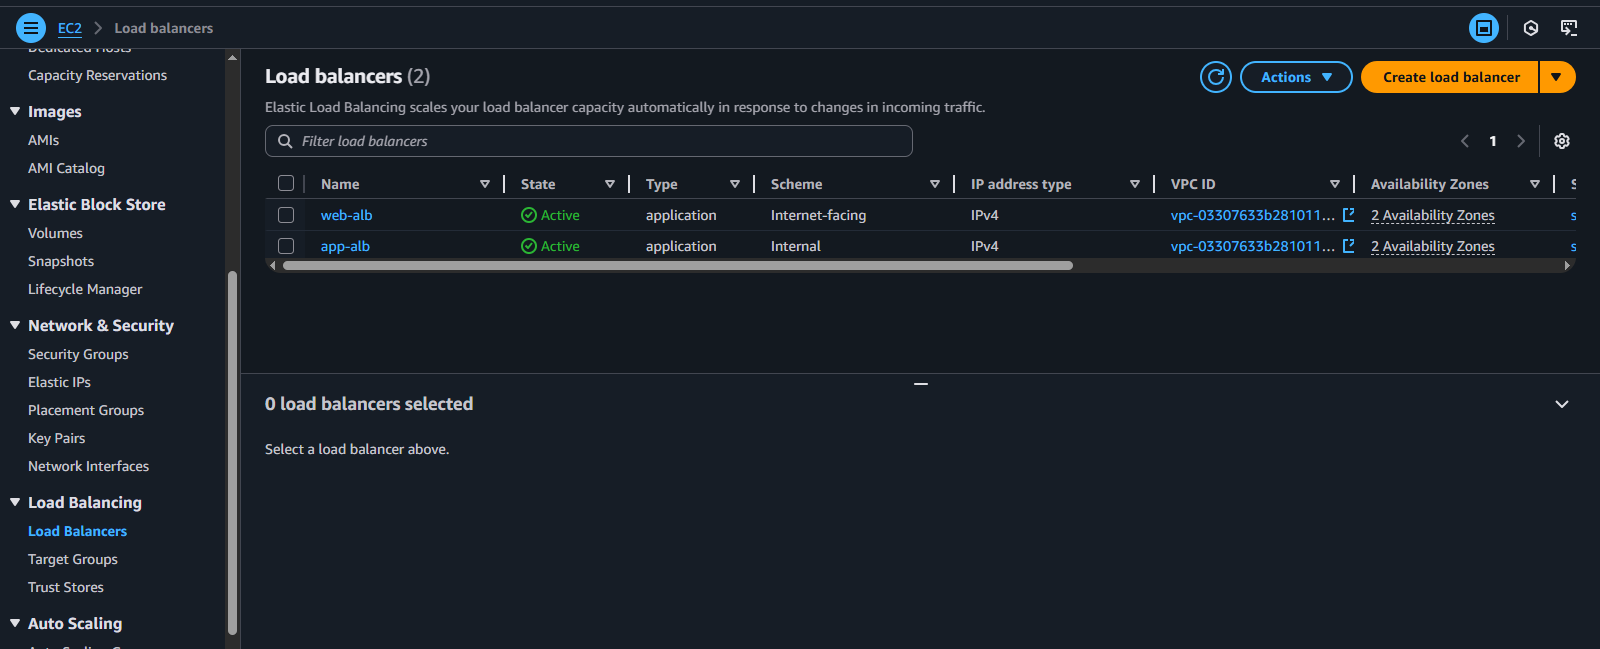 EC2 > Load balancers
Dedicated Hosts
Capacity Reservations
Images
AMIs
AMI Catalog
Elastic Block Store
Volumes
Snapshots
Lifecycle Manager
Network & Security
Security Groups
Elastic IPs
Placement Groups
Key Pairs
Network Interfaces
Load Balancing
Load Balancers
Target Groups
Trust Stores
Auto Scaling
Load balancers (2)
Actions
Create load balancer
Elastic Load Balancing scales your load balancer capacity automatically in response to changes in incoming traffic.
Filter load balancers
1
Name State Type Scheme IP address type VPC ID Availability Zones S
web-alb Active application Internet-facing IPv4 vpc-03307633b281011... 2 Availability Zones s
app-alb Active application Internal IPv4 vpc-03307633b281011... 2 Availability Zones s
0 load balancers selected
Select a load balancer above.